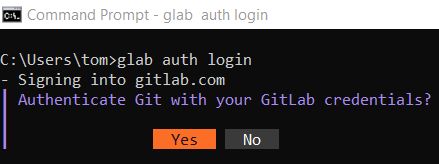 Command Prompt - glab  auth login
C:\Users\tom>glab auth login
- Signing into gitlab.com
Authenticate Git with your GitLab credentials?
Yes No